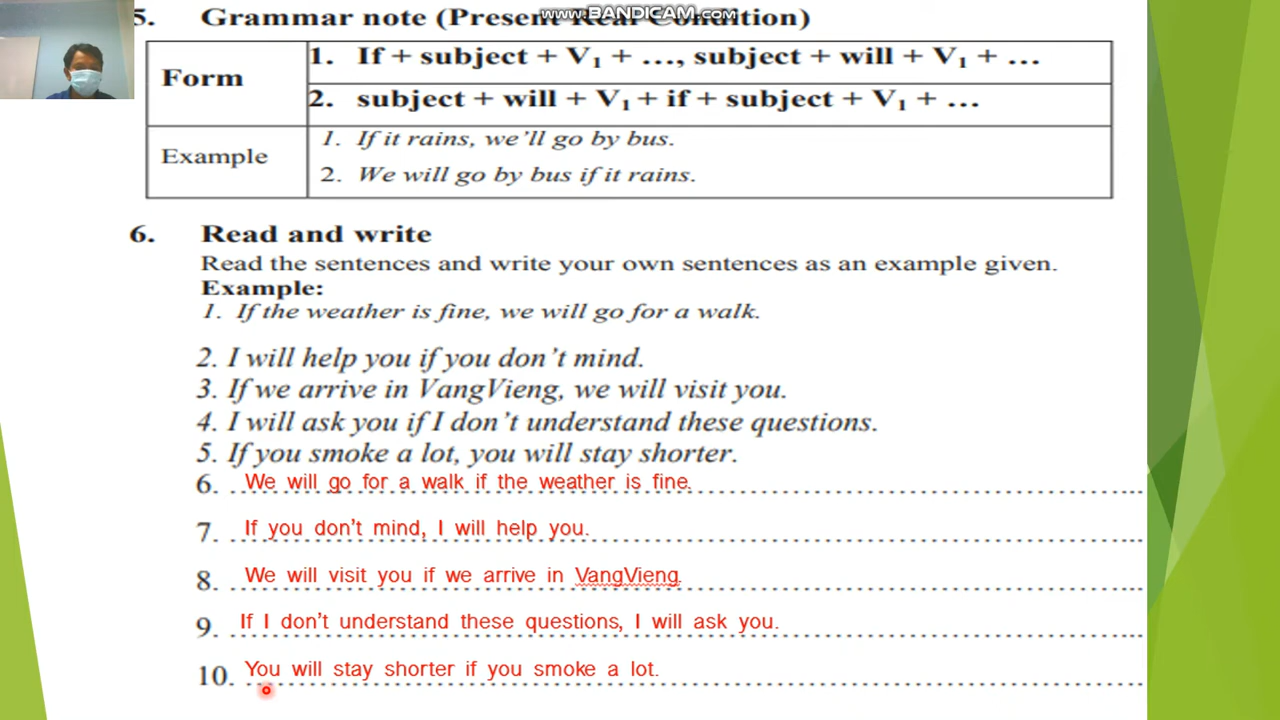 www.BANDICAM.com
5. Grammar note (Present Real Condition)
Form
1. If + subject + V₁ + …, subject + will + V₁ + …
2. subject + will + V₁ + if + subject + V₁ + …
Example
1. If it rains, we’ll go by bus.
2. We will go by bus if it rains.
6. Read and write
Read the sentences and write your own sentences as an example given.
Example:
1. If the weather is fine, we will go for a walk.
2. I will help you if you don’t mind.
3. If we arrive in VangVieng, we will visit you.
4. I will ask you if I don’t understand these questions.
5. If you smoke a lot, you will stay shorter.
6. We will go for a walk if the weather is fine.
7. If you don’t mind, I will help you.
8. We will visit you if we arrive in VangVieng.
9. If I don’t understand these questions, I will ask you.
10. You will stay shorter if you smoke a lot.